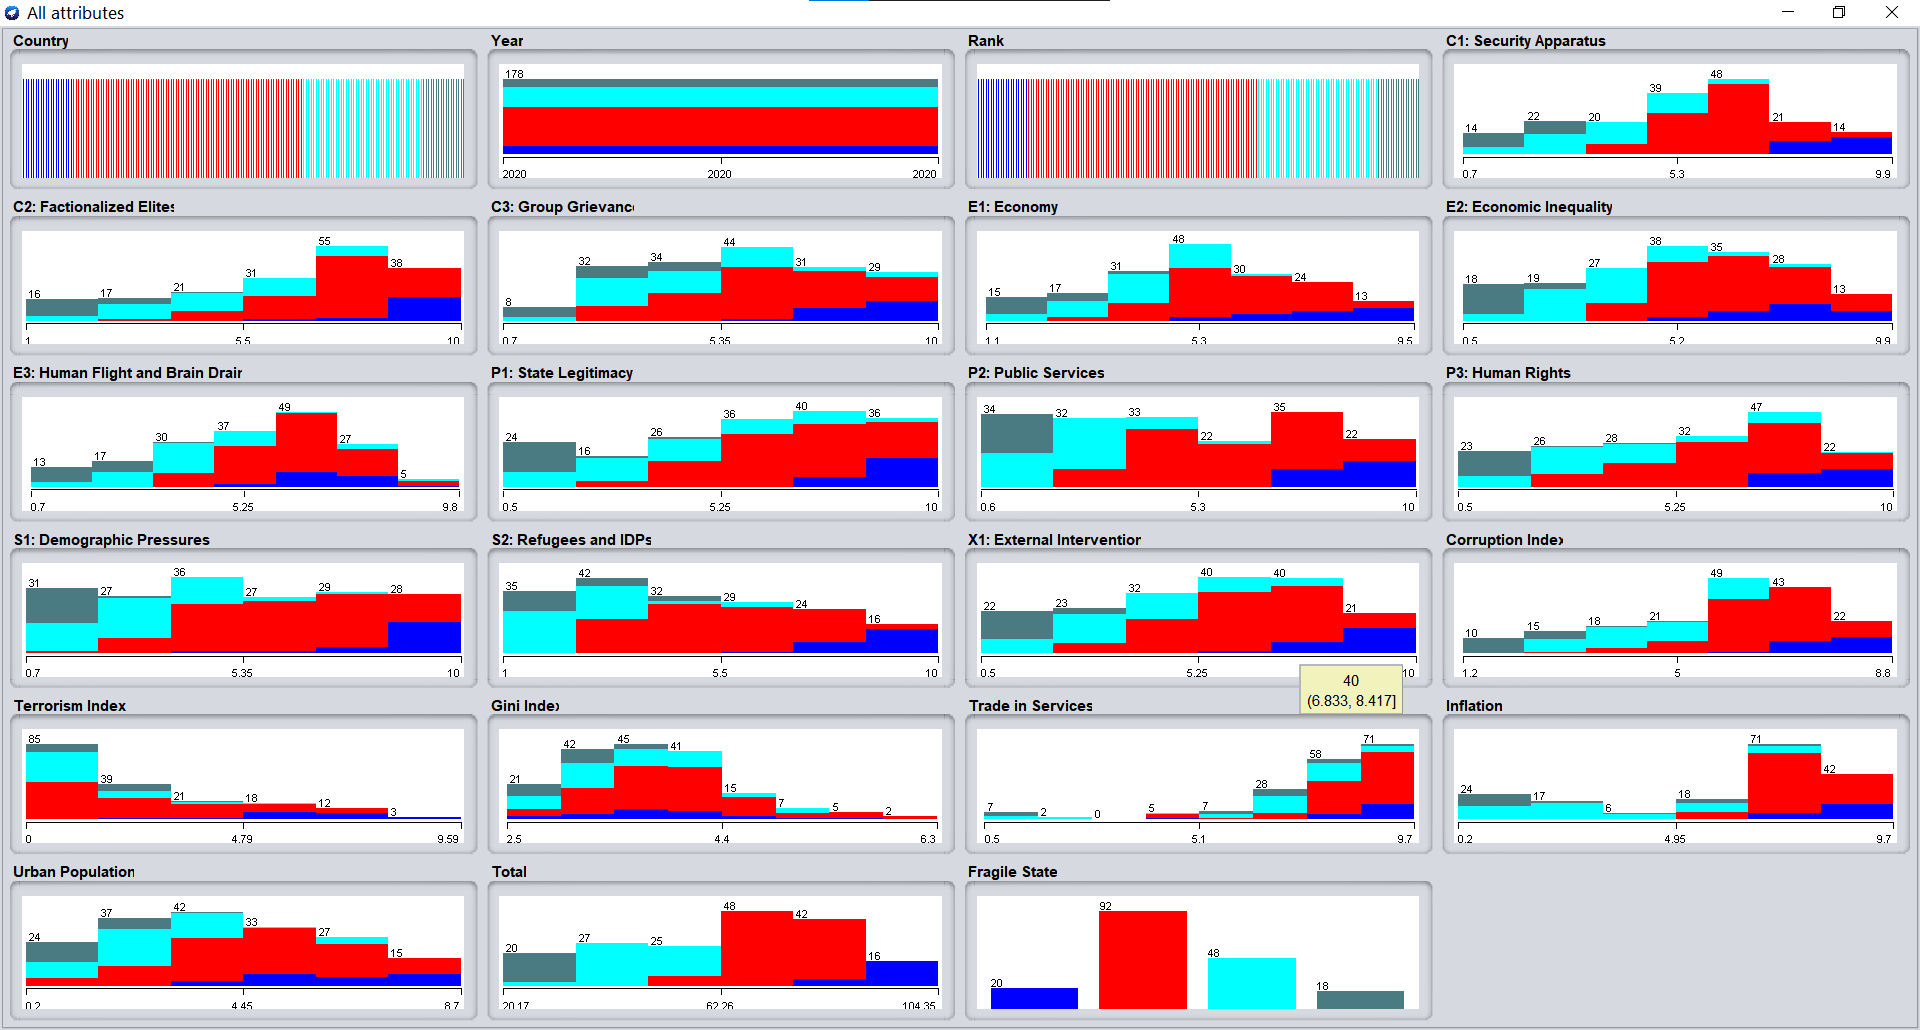 All attributes
Country Year Rank C1: Security Apparatus
178
2020 2020 2020
14 22 20 39 48 21 14
0.7 5.3 9.9
C2: Factionalized Elites C3: Group Grievance E1: Economy E2: Economic Inequality
16 17 21 31 55 38
1 5.5 10
8 32 34 44 31 29
0.7 5.35 10
15 17 31 48 30 24 13
1.1 5.3 9.5
18 19 27 38 35 28 13
0.5 5.2 9.9
E3: Human Flight and Brain Drair P1: State Legitimacy P2: Public Services P3: Human Rights
13 17 30 37 49 27 5
0.7 5.25 9.8
24 16 26 36 40 36
0.5 5.25 10
34 32 33 22 35 22
0.6 5.3 10
23 26 28 32 47 22
0.5 5.25 10
S1: Demographic Pressures S2: Refugees and IDPs X1: External Interventior Corruption Index
31 27 36 27 29 28
0.7 5.35 10
35 42 32 29 24 16
1 5.5 10
22 23 32 40 40 21
0.5 5.25 10
10 15 18 21 49 43 22
1.2 5 8.8
40
(6.833, 8.417]
Terrorism Index Gini Index Trade in Services Inflation
85 39 21 18 12 3
0 4.79 9.59
21 42 45 41 15 7 5 2
2.5 4.4 6.3
7 2 0 5 7 28 58 71
0.5 5.1 9.7
24 17 6 18 71 42
0.2 4.95 9.7
Urban Population Total Fragile State
24 37 42 33 27 15
0.2 4.45 8.7
20 27 25 48 42 16
20.17 62.26 104.35
20 92 48 18